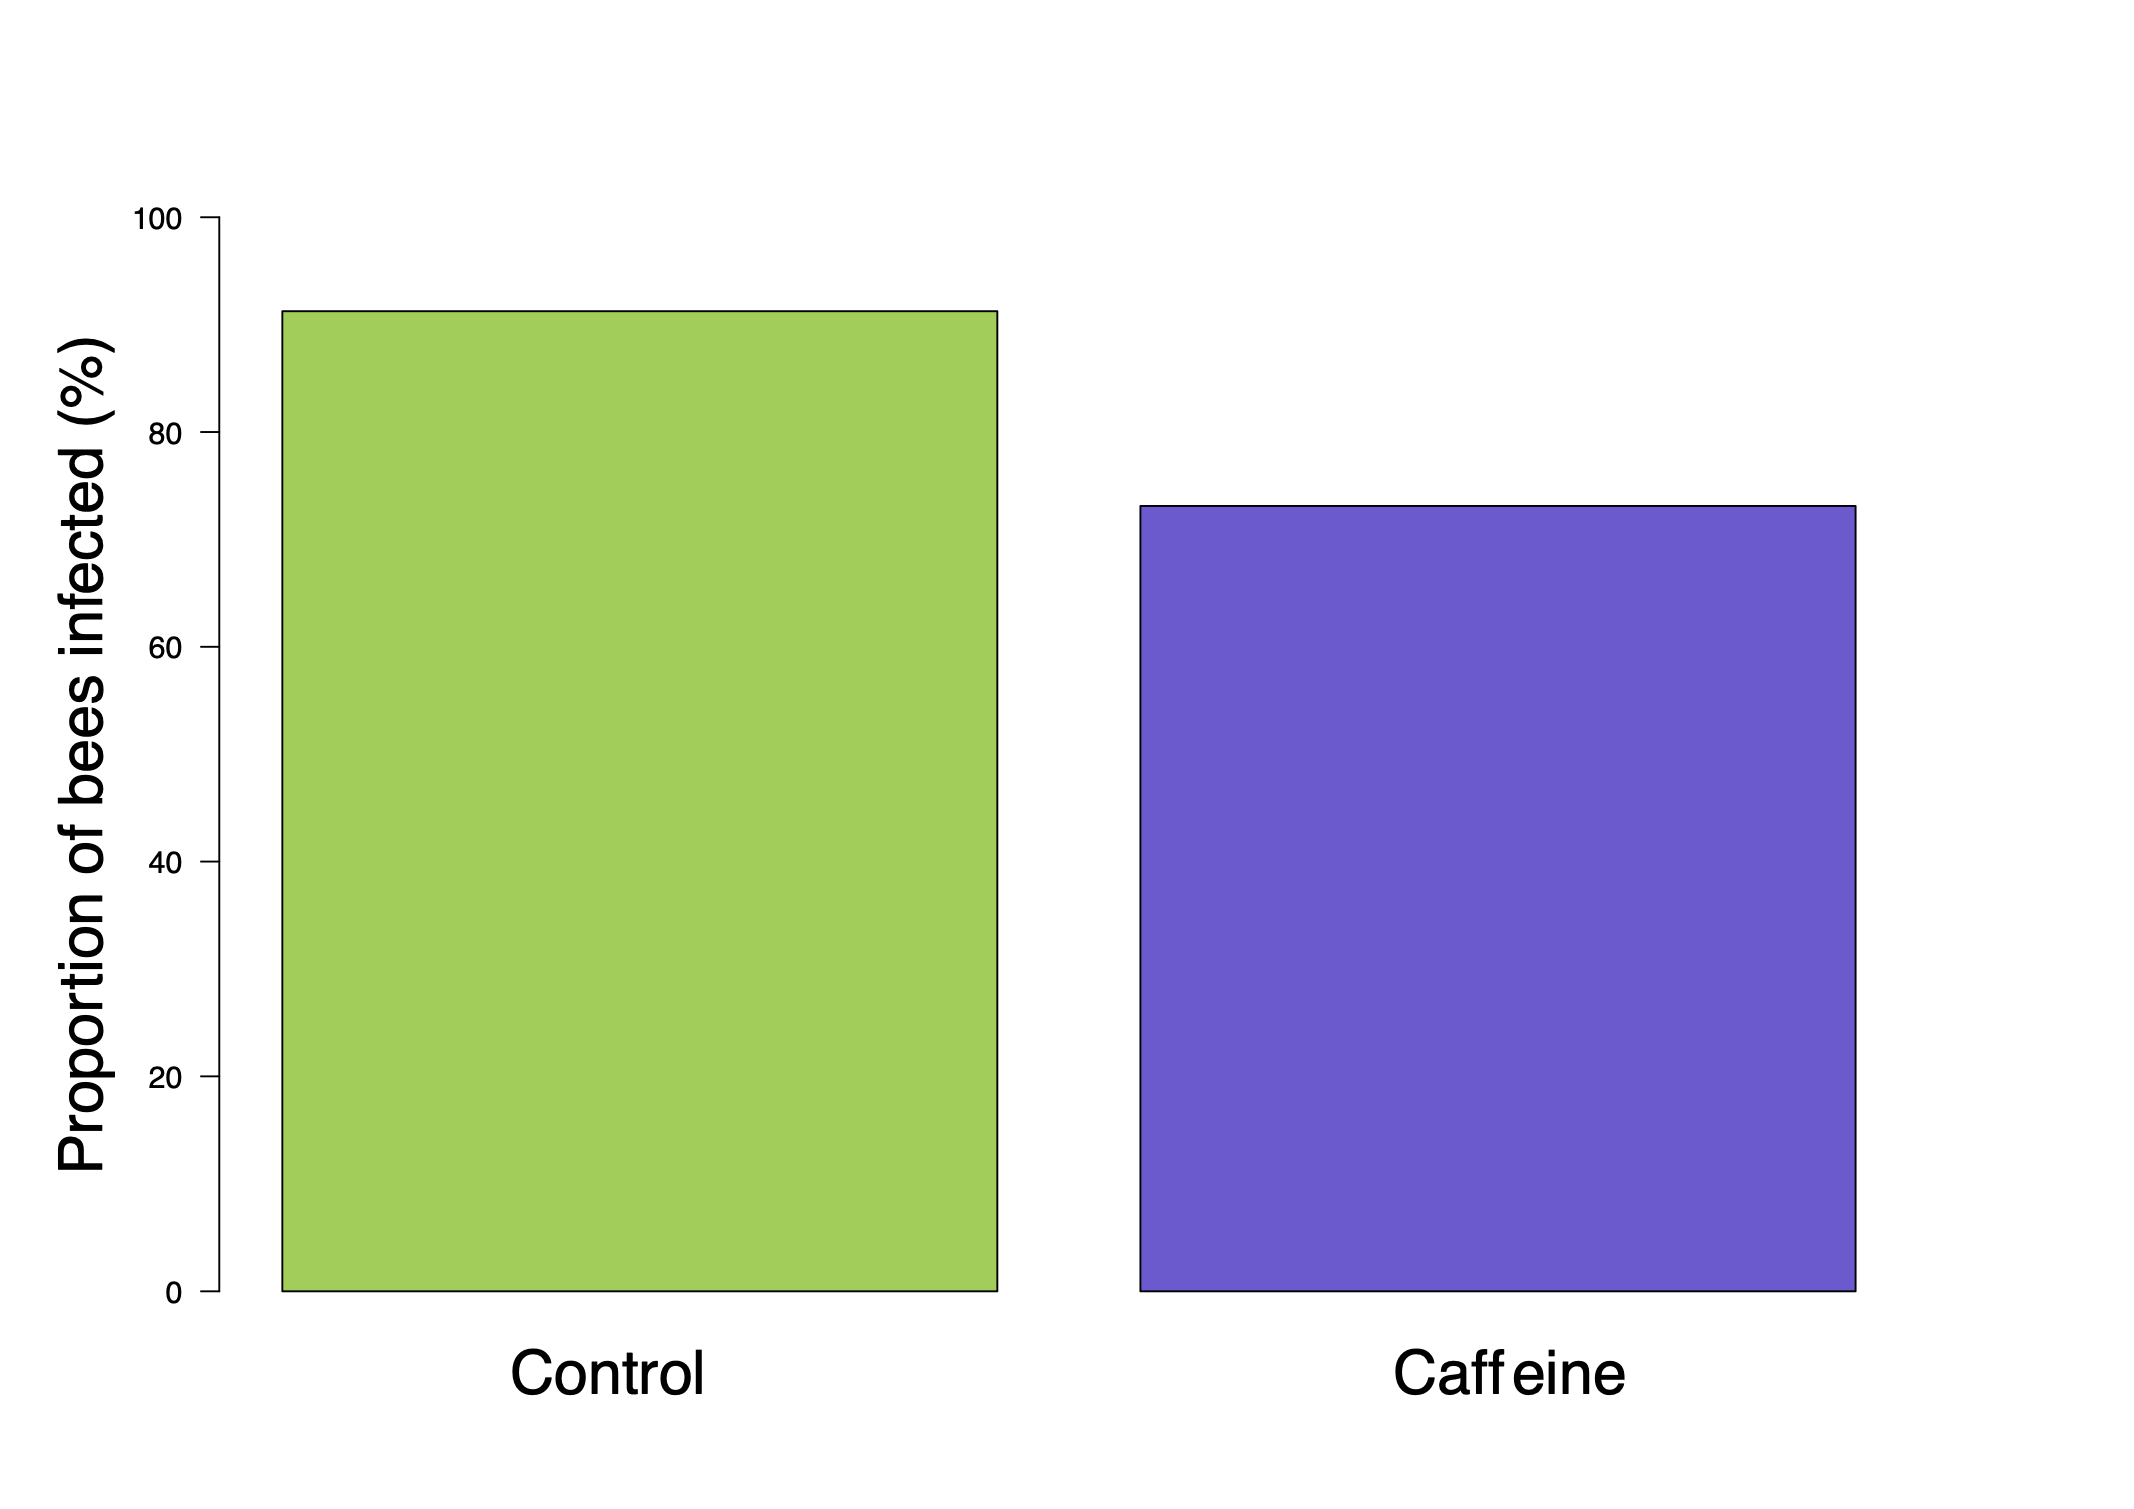 Proportion of bees infected (%)
100
80
60
40
20
0
Control
Caffeine